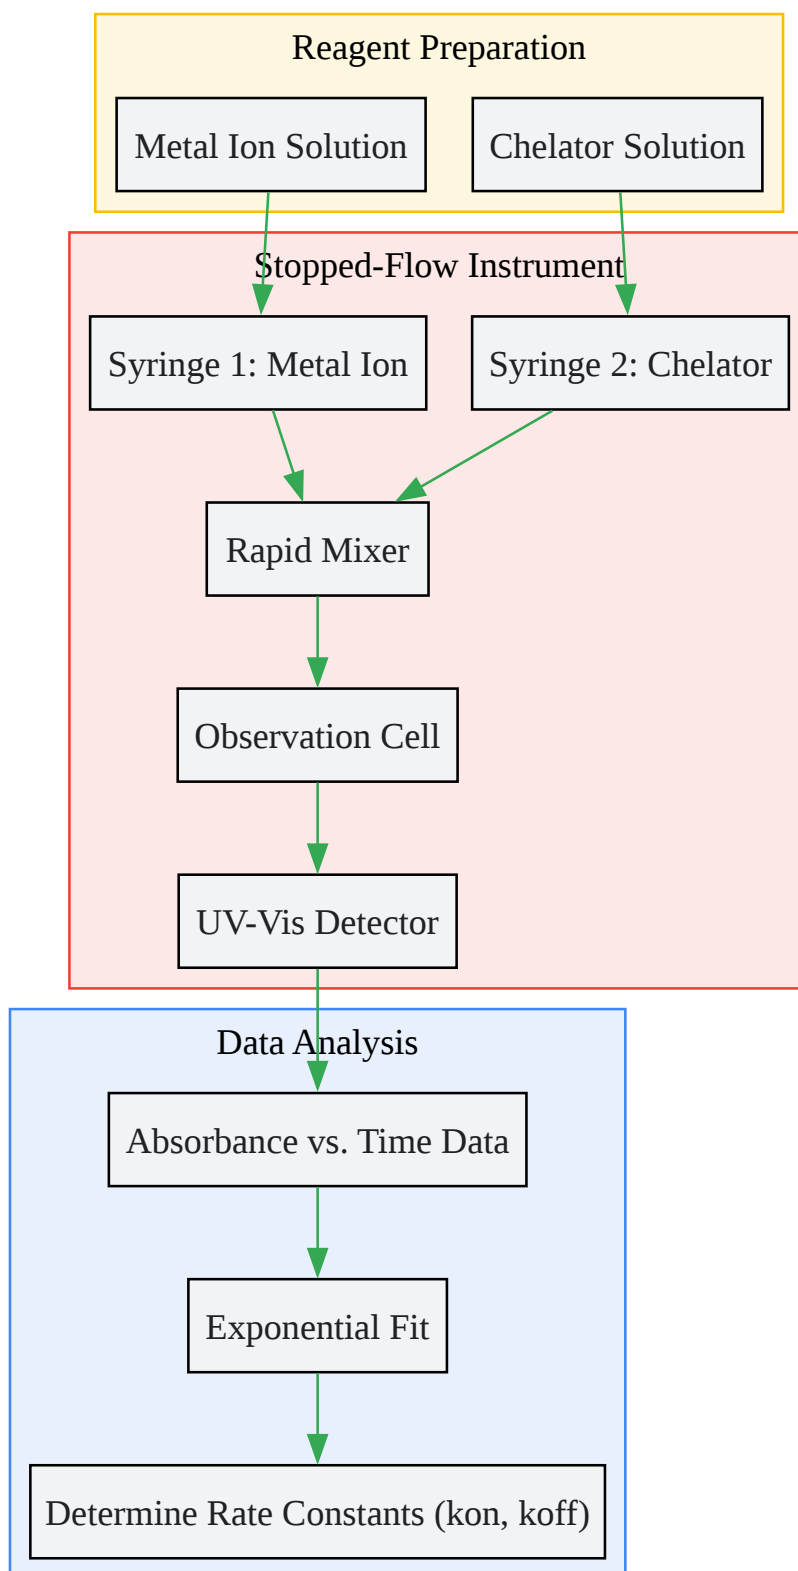 Reagent Preparation
Metal Ion Solution
Chelator Solution
Stopped-Flow Instrument
Syringe 1: Metal Ion
Syringe 2: Chelator
Rapid Mixer
Observation Cell
UV-Vis Detector
Data Analysis
Absorbance vs. Time Data
Exponential Fit
Determine Rate Constants (kon, koff)